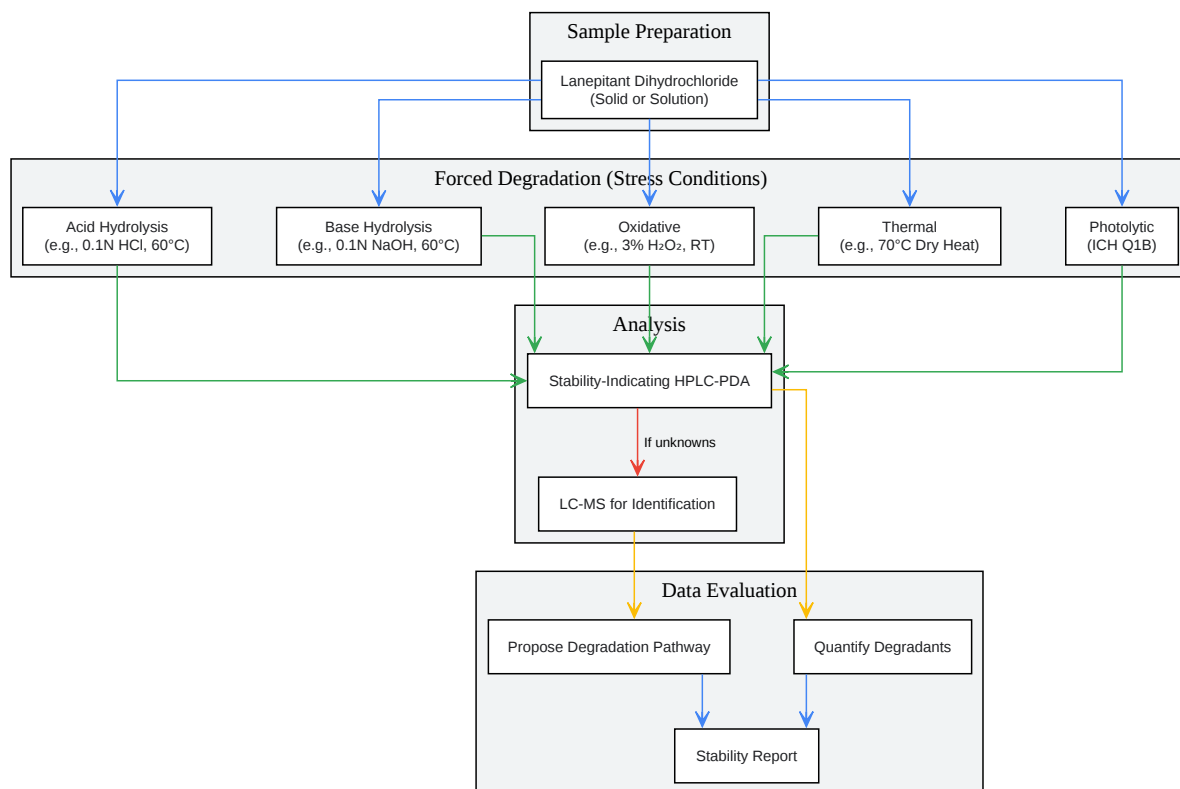 Sample Preparation
Lanepitant Dihydrochloride
(Solid or Solution)
Forced Degradation (Stress Conditions)
Acid Hydrolysis
(e.g., 0.1N HCl, 60°C)
Base Hydrolysis
(e.g., 0.1N NaOH, 60°C)
Oxidative
(e.g., 3% H₂O₂, RT)
Thermal
(e.g., 70°C Dry Heat)
Photolytic
(ICH Q1B)
Analysis
Stability-Indicating HPLC-PDA
If unknowns
LC-MS for Identification
Data Evaluation
Propose Degradation Pathway
Quantify Degradants
Stability Report